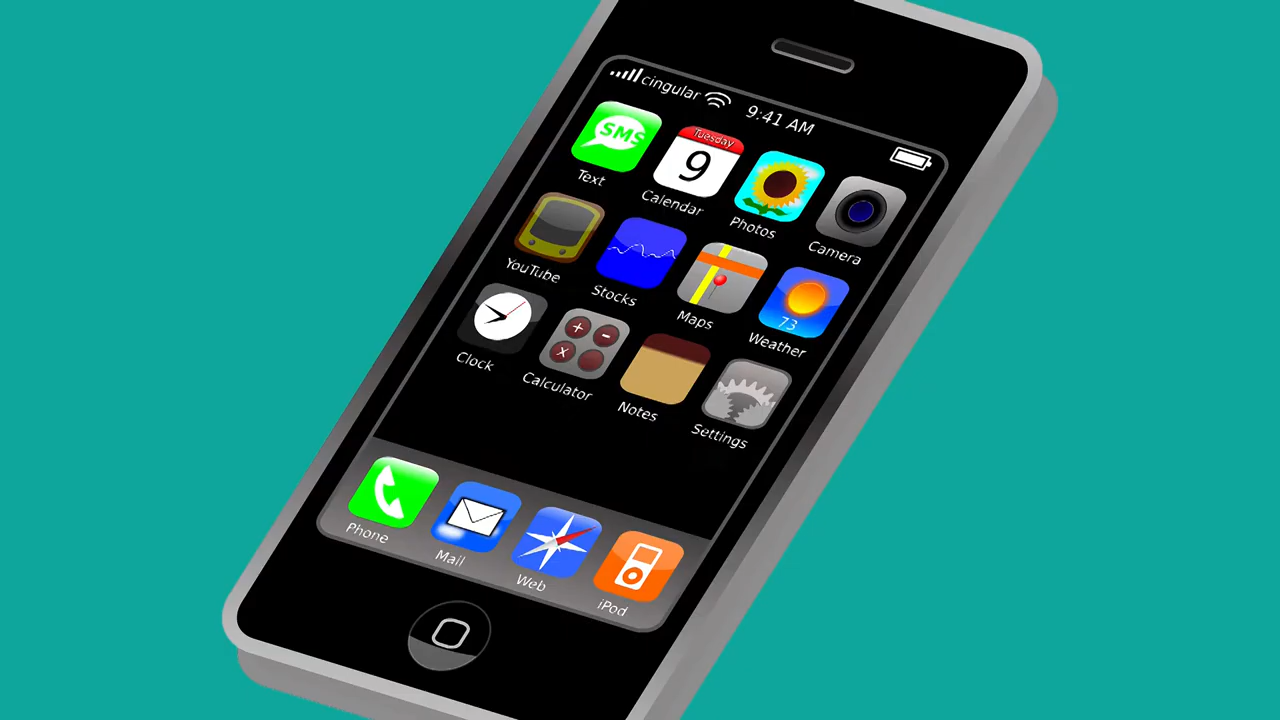 cingular 9:41 AM
SMS Tuesday
9
Text Calendar Photos Camera
73
YouTube Stocks Maps Weather
+ -
x
Clock Calculator Notes Settings
Phone Mail Web iPod